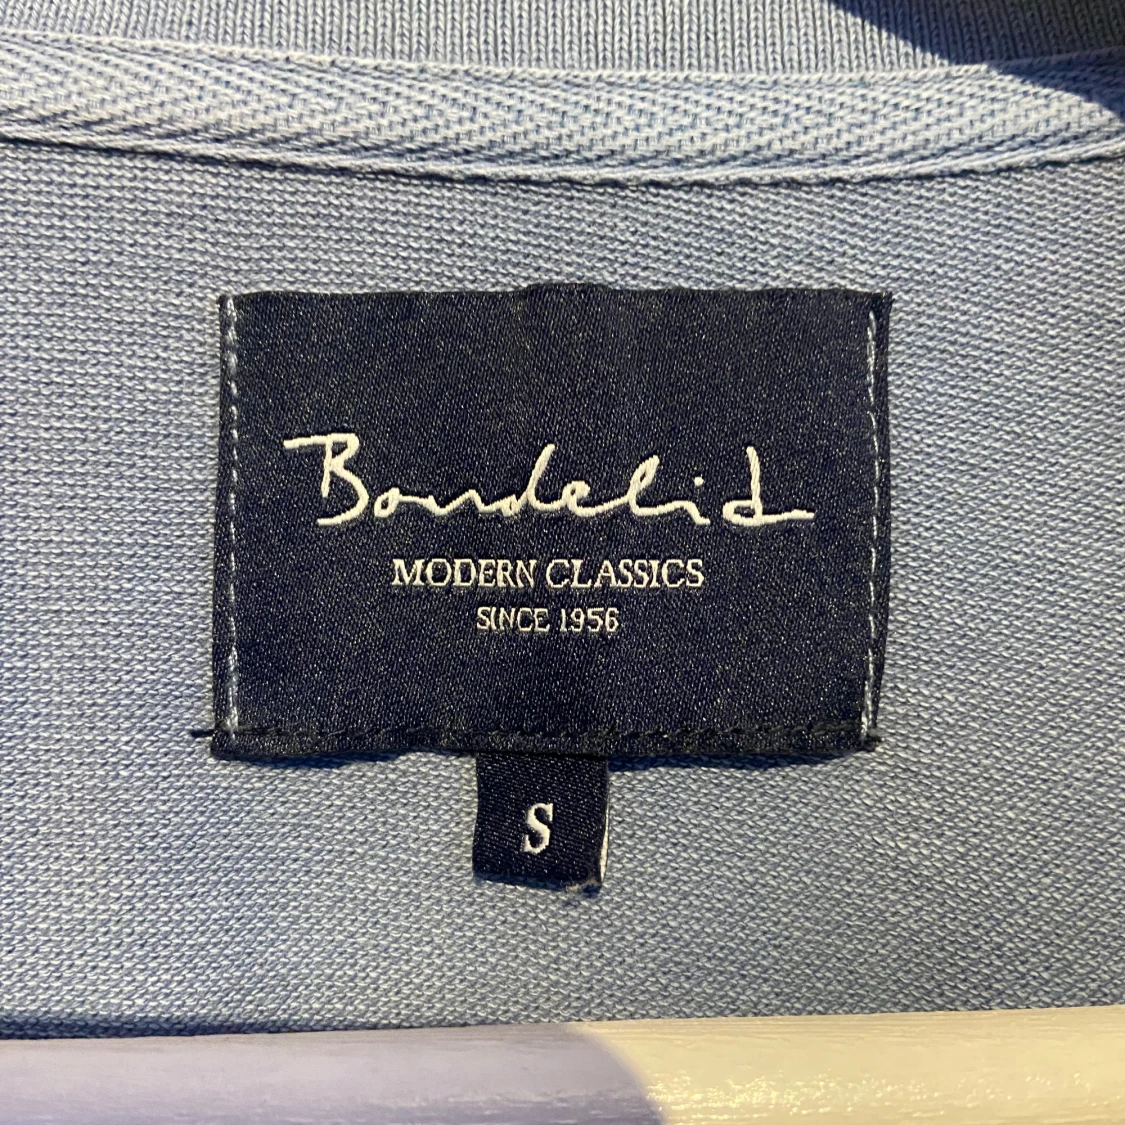 Bondelid
MODERN CLASSICS
SINCE 1956
S